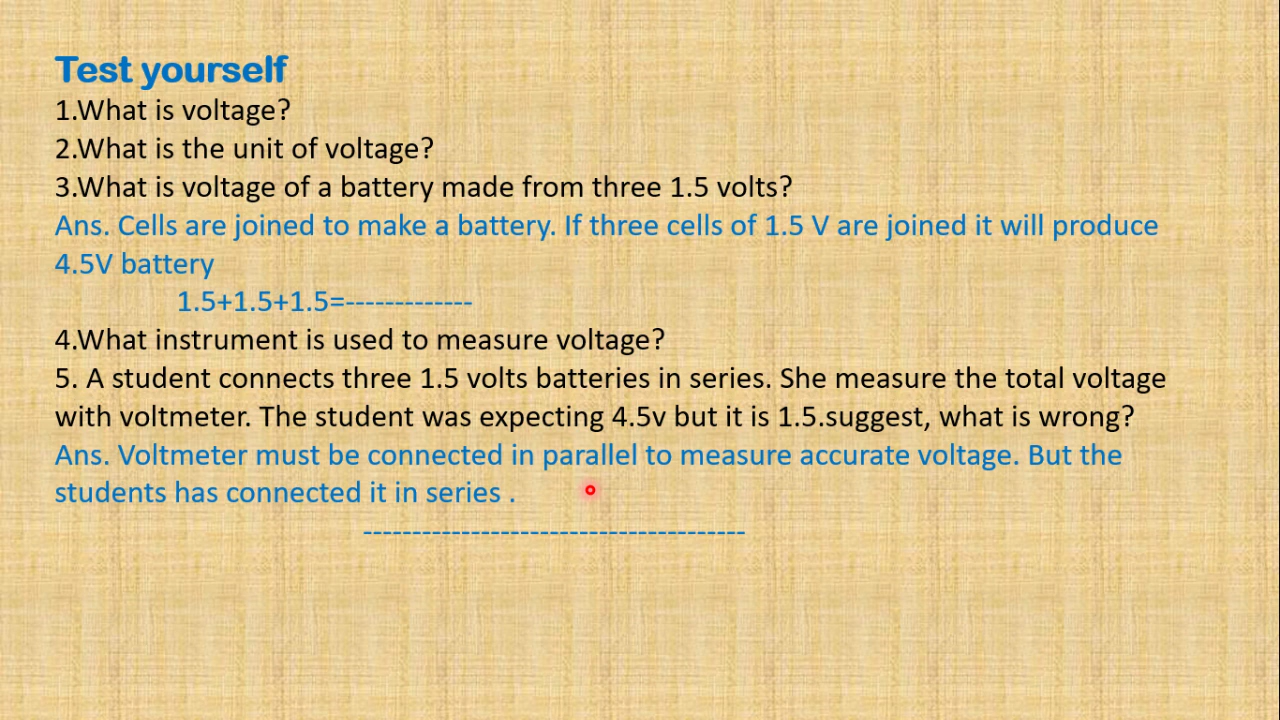 Test yourself
1.What is voltage?
2.What is the unit of voltage?
3.What is voltage of a battery made from three 1.5 volts?
Ans. Cells are joined to make a battery. If three cells of 1.5 V are joined it will produce
4.5V battery
1.5+1.5+1.5=-------------
4.What instrument is used to measure voltage?
5. A student connects three 1.5 volts batteries in series. She measure the total voltage
with voltmeter. The student was expecting 4.5v but it is 1.5.suggest, what is wrong?
Ans. Voltmeter must be connected in parallel to measure accurate voltage. But the
students has connected it in series .
---------------------------------------